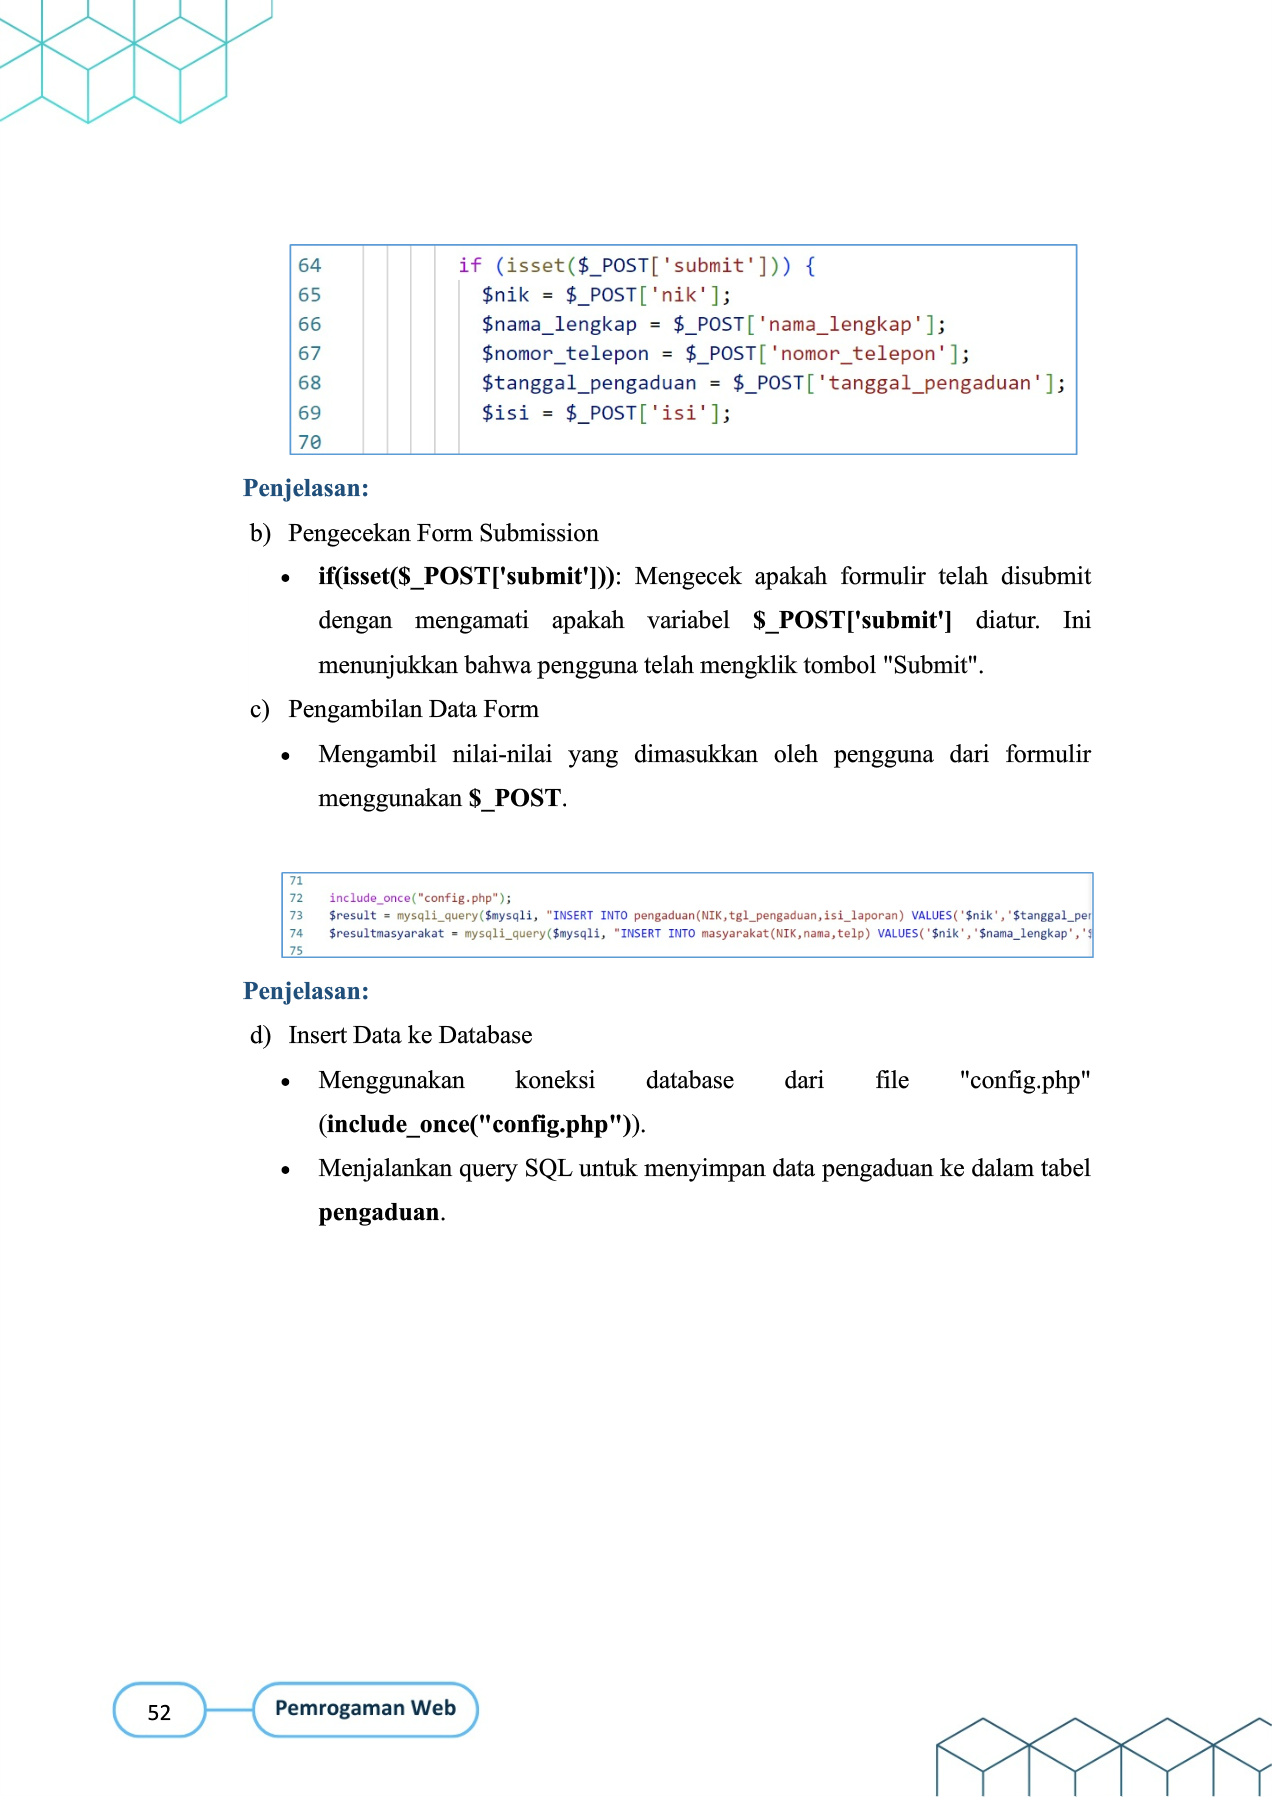 64 if (isset($_POST['submit'])) {
65 $nik = $_POST['nik'];
66 $nama_lengkap = $_POST['nama_lengkap'];
67 $nomor_telepon = $_POST['nomor_telepon'];
68 $tanggal_pengaduan = $_POST['tanggal_pengaduan'];
69 $isi = $_POST['isi'];
70
Penjelasan:
b) Pengecekan Form Submission
• if(isset($_POST['submit'])): Mengecek apakah formulir telah disubmit
dengan mengamati apakah variabel $_POST['submit'] diatur. Ini
menunjukkan bahwa pengguna telah mengklik tombol "Submit".
c) Pengambilan Data Form
• Mengambil nilai-nilai yang dimasukkan oleh pengguna dari formulir
menggunakan $_POST.
71
72 include_once("config.php");
73 $result = mysqli_query($mysqli, "INSERT INTO pengaduan(NIK,tgl_pengaduan,isi_laporan) VALUES('$nik','$tanggal_per
74 $resultmasyarakat = mysqli_query($mysqli, "INSERT INTO masyarakat(NIK,nama,telp) VALUES('$nik','$nama_lengkap','$
75
Penjelasan:
d) Insert Data ke Database
• Menggunakan koneksi database dari file "config.php"
(include_once("config.php")).
• Menjalankan query SQL untuk menyimpan data pengaduan ke dalam tabel
pengaduan.
52 Pemrogaman Web